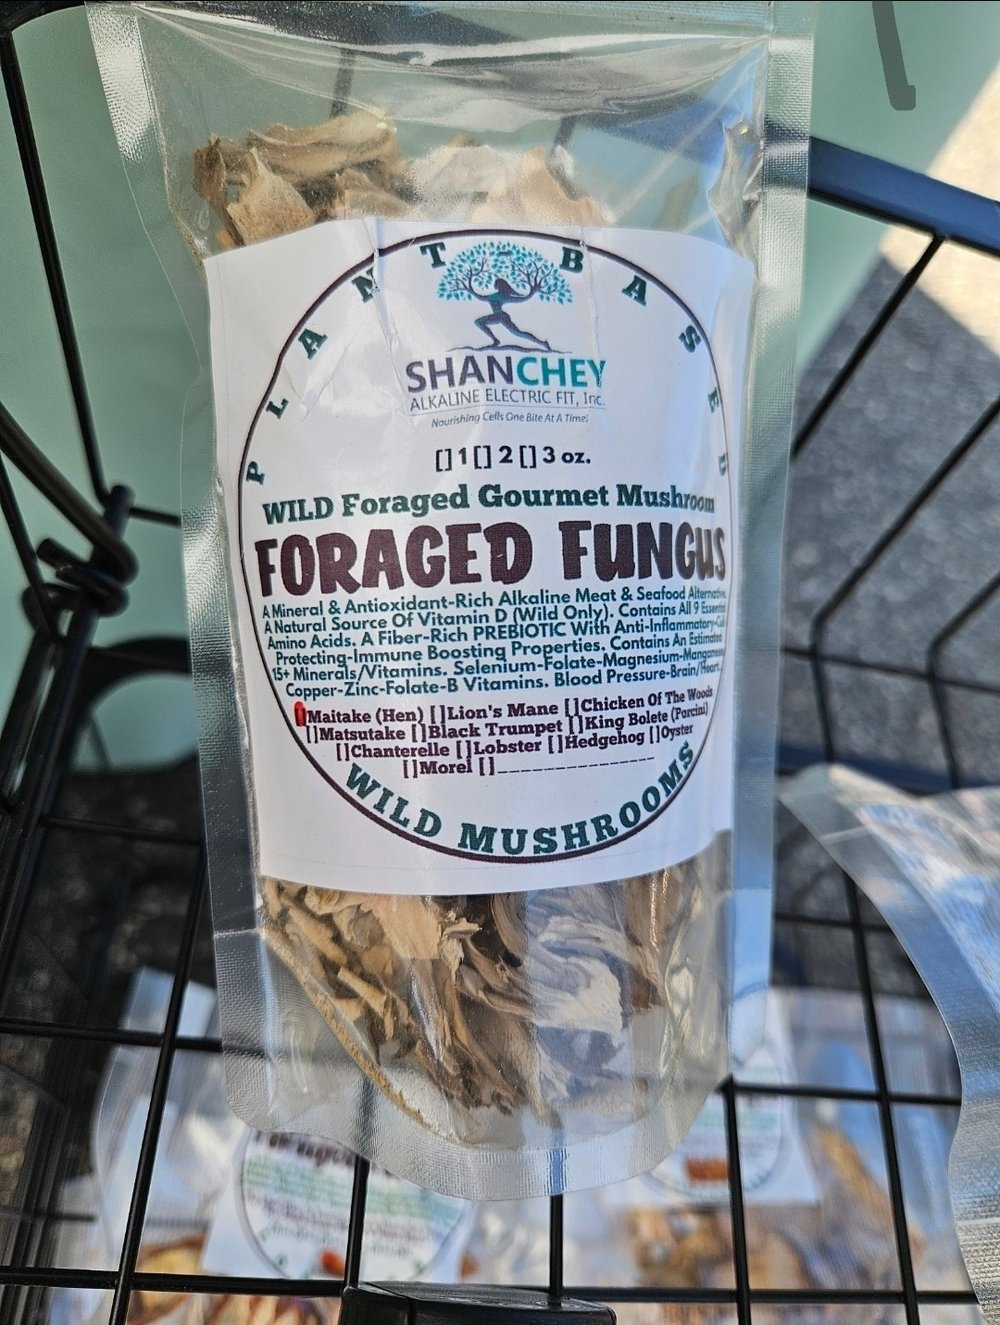 PLANT-BASED
SHANCHEY
ALKALINE ELECTRIC FIT, Inc.
Nourishing Cells One Bite At A Time!
[] 1 [] 2 [] 3 oz.
WILD Foraged Gourmet Mushroom
FORAGED FUNGUS
A Mineral & Antioxidant-Rich Alkaline Meat & Seafood Alternative.
A Natural Source Of Vitamin D (Wild Only). Contains All 9 Essential
Amino Acids. A Fiber-Rich PREBIOTIC With Anti-Inflammatory-Cell
Protecting-Immune Boosting Properties. Contains An Estimated
15+ Minerals/Vitamins. Selenium-Folate-Magnesium-Manganese
Copper-Zinc-Folate-B Vitamins. Blood Pressure-Brain/Heart.
[]Maitake (Hen) []Lion's Mane []Chicken Of The Woods
[]Matsutake []Black Trumpet []King Bolete (Porcini)
[]Chanterelle []Lobster []Hedgehog []Oyster
[]Morel []__________________
WILD MUSHROOMS